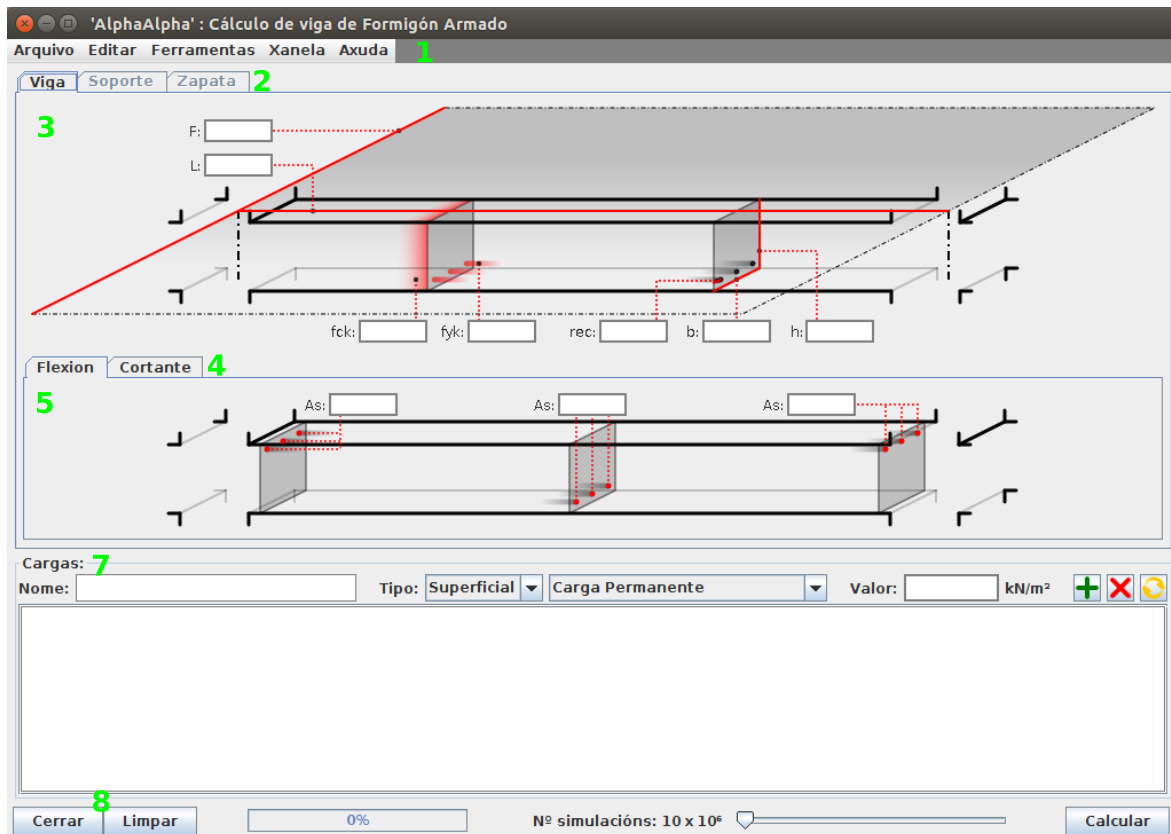 'AlphaAlpha' : Cálculo de viga de Formigón Armado
Arquivo Editar Ferramentas Xanela Axuda 1
Viga Soporte Zapata 2
3
F:
L:
fck: fyk: rec: b: h:
Flexion Cortante 4
5
As: As: As:
Cargas: 7
Nome: Tipo: Superficial Carga Permanente Valor: kN/m²
8
Cerrar Limpar 0% Nº simulacións: 10 x 10⁶ Calcular